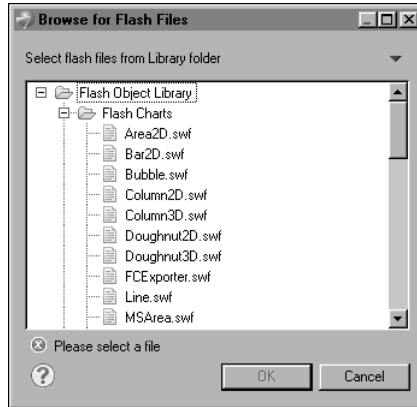 Browse for Flash Files
Select flash files from Library folder
Flash Object Library
Flash Charts
Area2D.swf
Bar2D.swf
Bubble.swf
Column2D.swf
Column3D.swf
Doughnut2D.swf
Doughnut3D.swf
FCExporter.swf
Line.swf
MSArea.swf
Please select a file
?
OK
Cancel